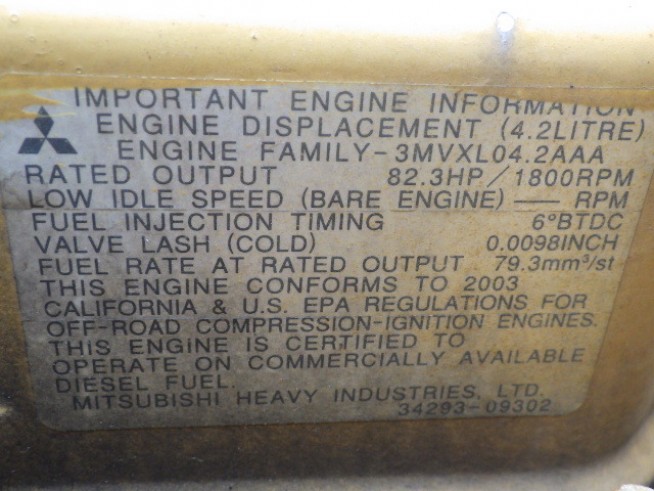 IMPORTANT ENGINE INFORMATION
ENGINE DISPLACEMENT (4.2LITRE)
ENGINE FAMILY-3MVXL04.2AAA
RATED OUTPUT 82.3HP/1800RPM
LOW IDLE SPEED (BARE ENGINE) — RPM
FUEL INJECTION TIMING 6°BTDC
VALVE LASH (COLD) 0.0098INCH
FUEL RATE AT RATED OUTPUT 79.3mm³/st
THIS ENGINE CONFORMS TO 2003
CALIFORNIA & U.S. EPA REGULATIONS FOR
OFF-ROAD COMPRESSION-IGNITION ENGINES.
THIS ENGINE IS CERTIFIED TO
OPERATE ON COMMERCIALLY AVAILABLE
DIESEL FUEL.
MITSUBISHI HEAVY INDUSTRIES, LTD.
34293-09302